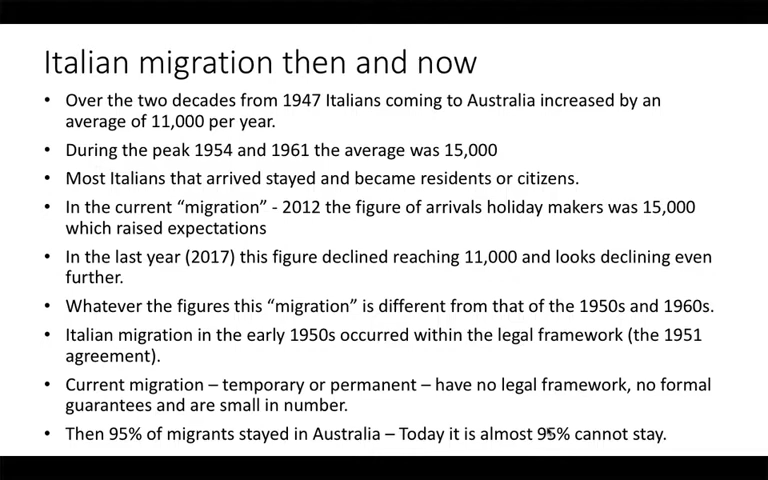 Italian migration then and now
• Over the two decades from 1947 Italians coming to Australia increased by an
average of 11,000 per year.
• During the peak 1954 and 1961 the average was 15,000
• Most Italians that arrived stayed and became residents or citizens.
• In the current “migration” - 2012 the figure of arrivals holiday makers was 15,000
which raised expectations
• In the last year (2017) this figure declined reaching 11,000 and looks declining even
further.
• Whatever the figures this “migration” is different from that of the 1950s and 1960s.
• Italian migration in the early 1950s occurred within the legal framework (the 1951
agreement).
• Current migration – temporary or permanent – have no legal framework, no formal
guarantees and are small in number.
• Then 95% of migrants stayed in Australia – Today it is almost 95% cannot stay.